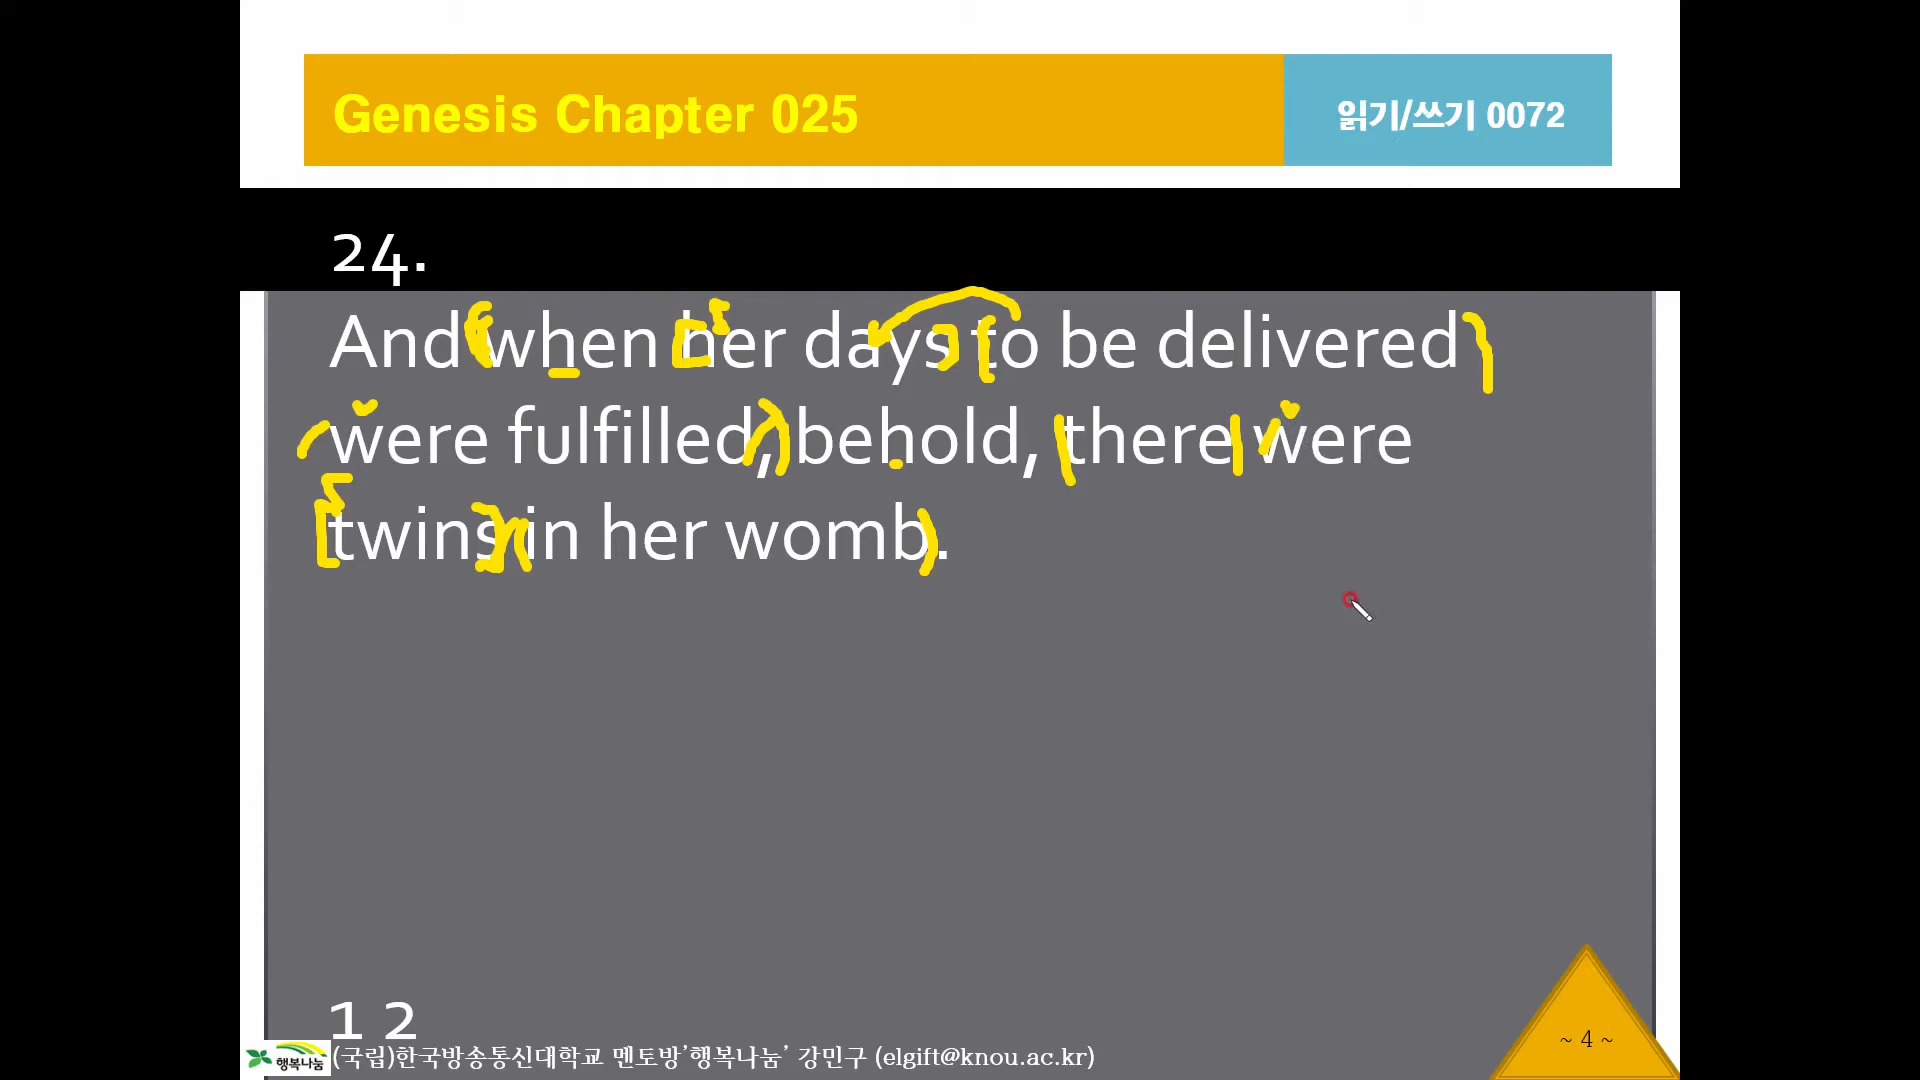 Genesis Chapter 025
읽기/쓰기 0072
24.
And when her days to be delivered
were fulfilled, behold, there were
twins in her womb.
1 2
행복나눔
(국립)한국방송통신대학교 멘토방'행복나눔' 강민구 (elgift@knou.ac.kr)
~ 4 ~